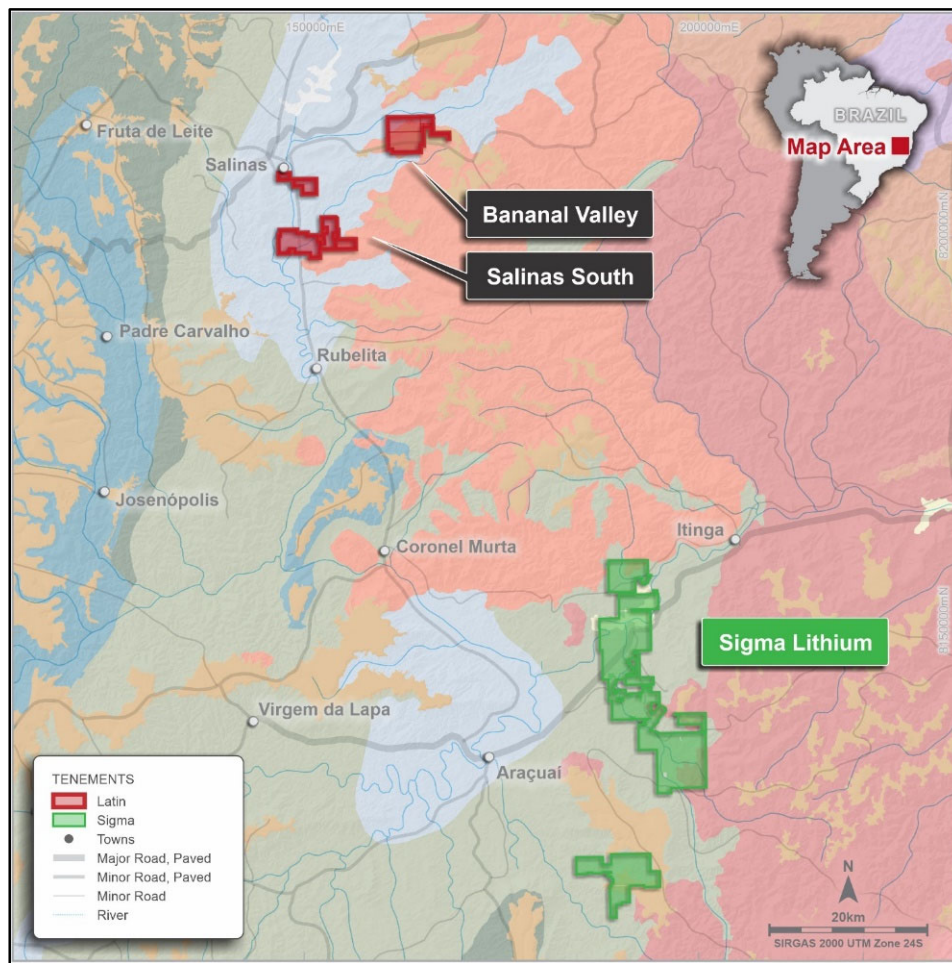 150000mE
200000mE
8200000mN
8150000mN
BRAZIL
Map Area
Fruta de Leite
Salinas
Bananal Valley
Salinas South
Padre Carvalho
Rubelita
Josenópolis
Coronel Murta
Itinga
Sigma Lithium
Virgem da Lapa
Araçuaí
TENEMENTS
Latin
Sigma
Towns
Major Road, Paved
Minor Road, Paved
Minor Road
River
N
20km
SIRGAS 2000 UTM Zone 24S